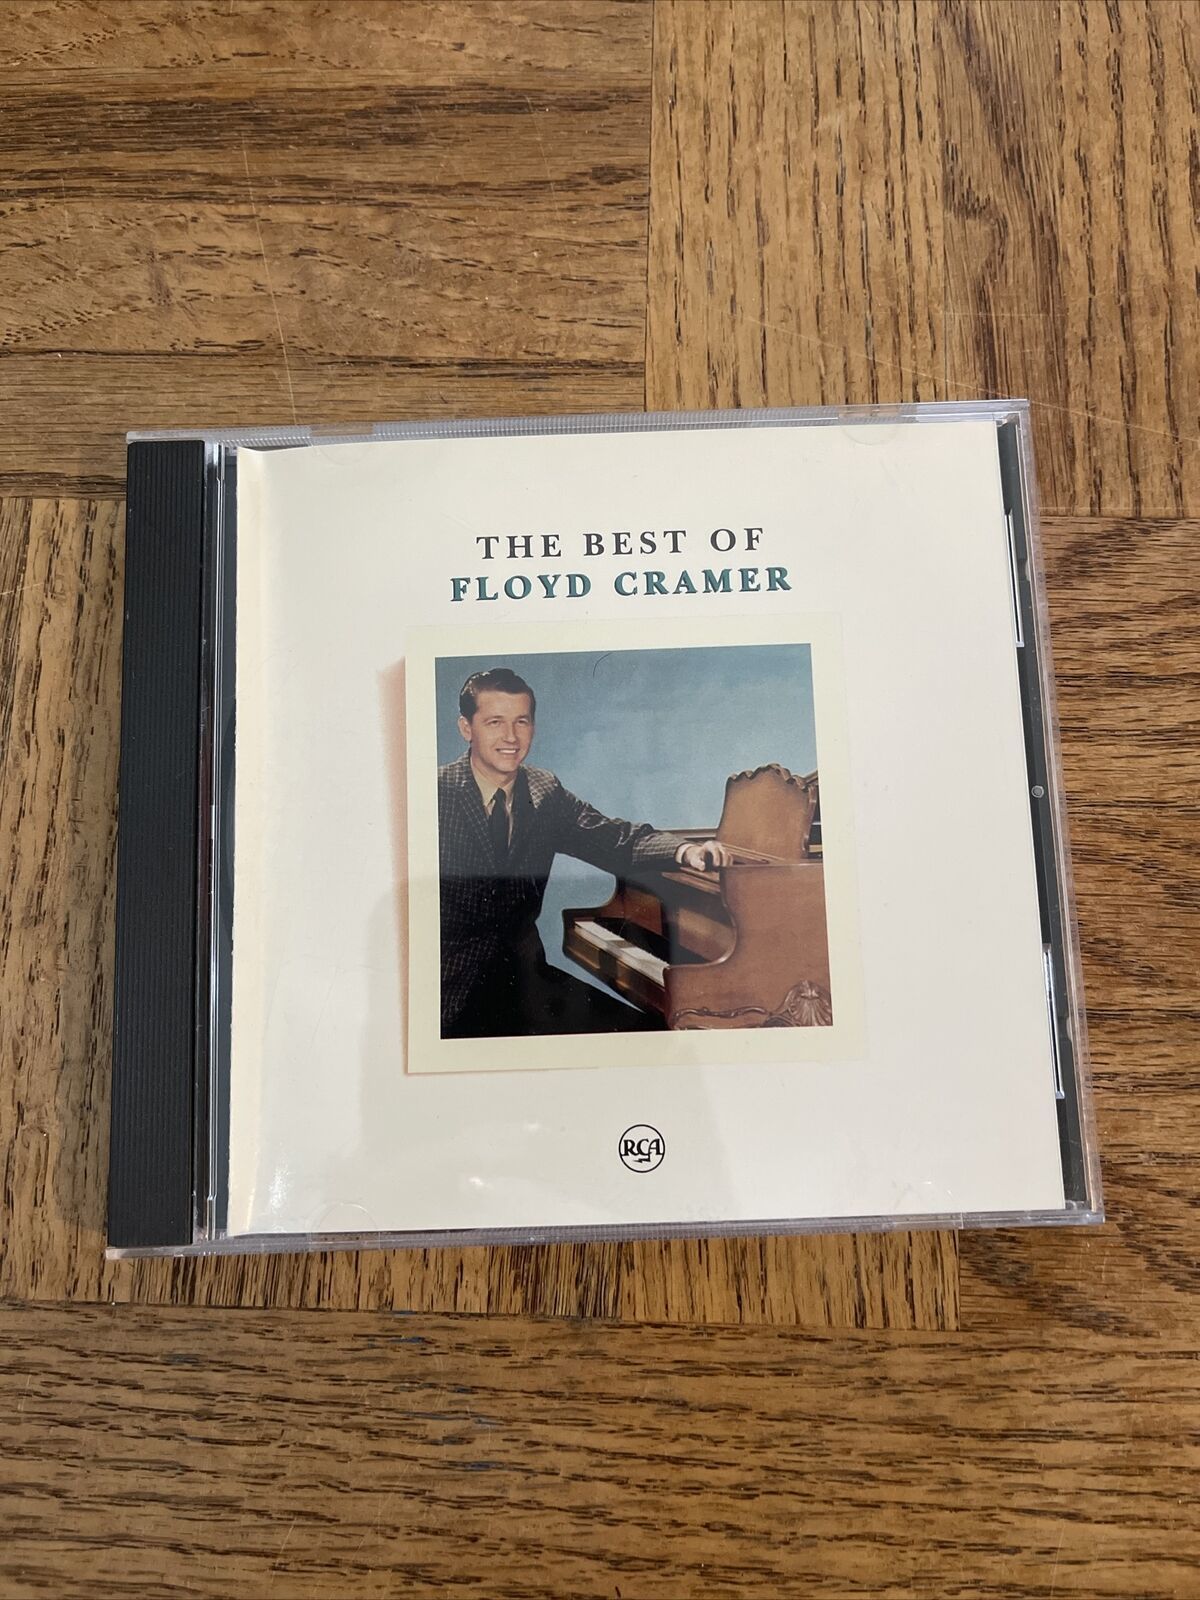 THE BEST OF
FLOYD CRAMER
RCA